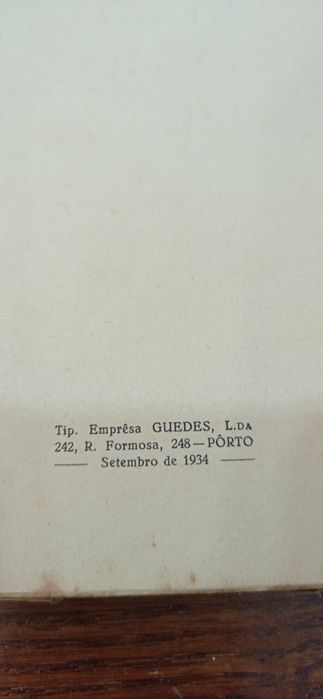 Tip. Emprêsa GUEDES, L.DA
242, R. Formosa, 248—PÔRTO
Setembro de 1934